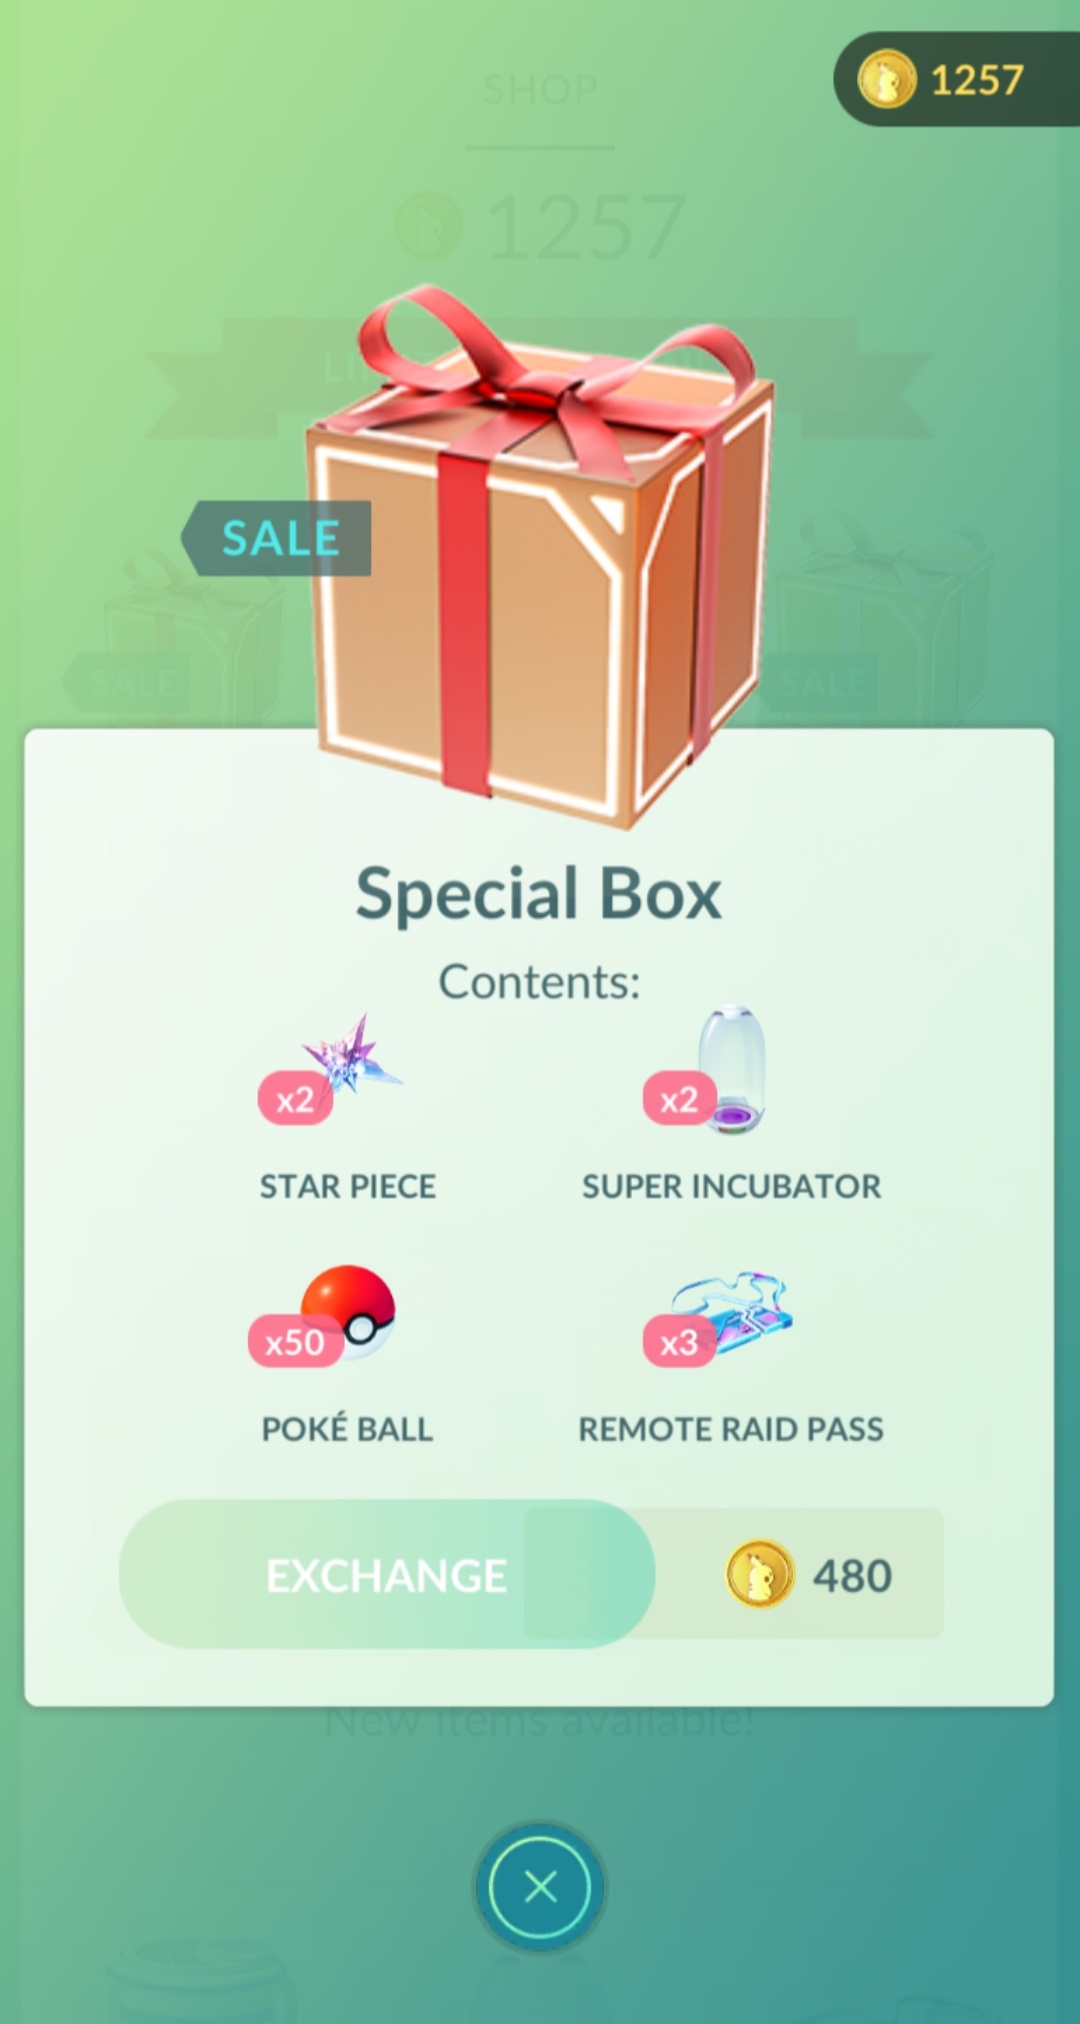 1257
SHOP
1257
SALE
SALE
SALE
Special Box
Contents:
x2
x2
STAR PIECE
SUPER INCUBATOR
x50
x3
POKÉ BALL
REMOTE RAID PASS
EXCHANGE
480
New items available!